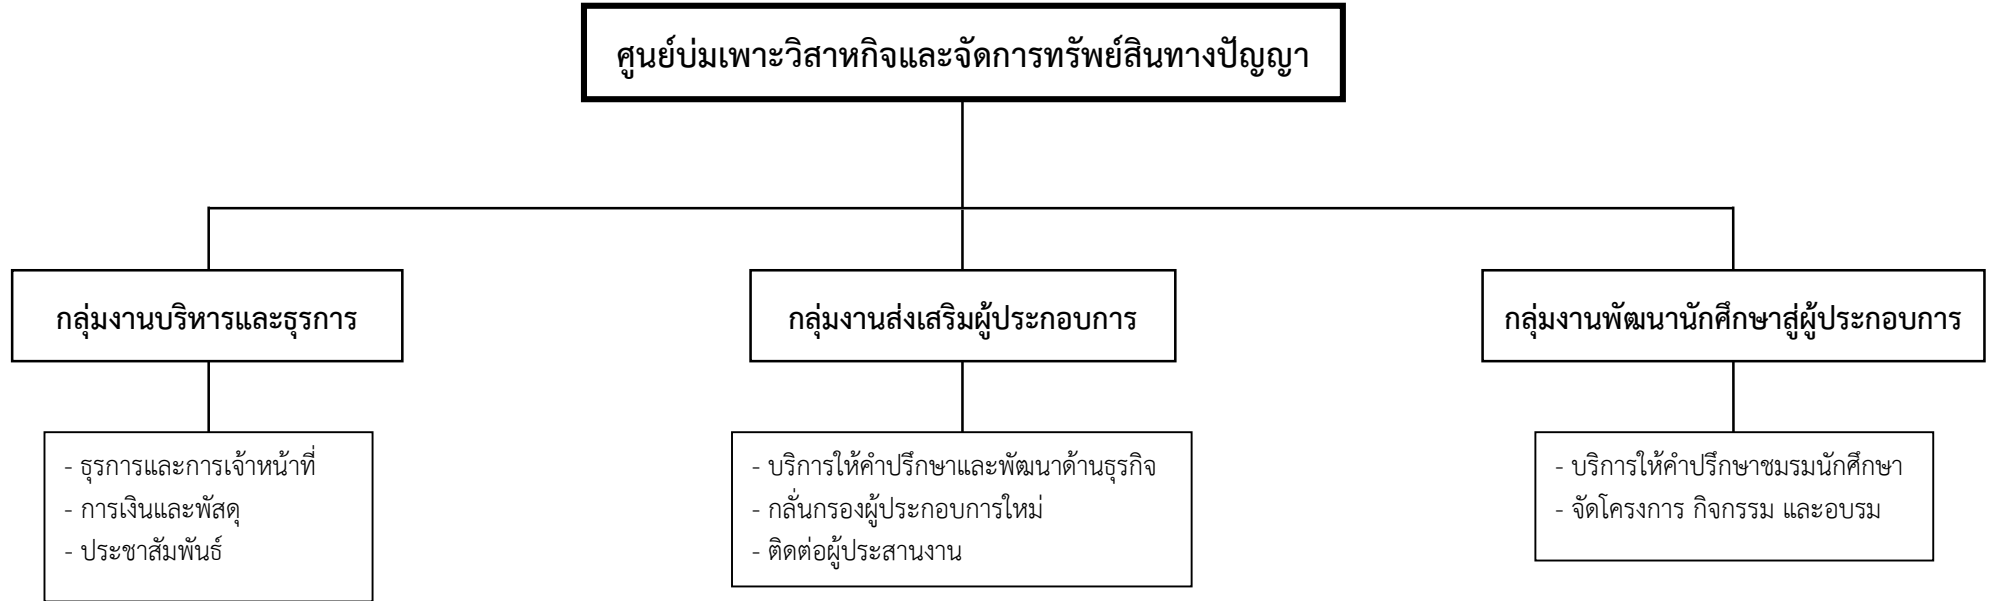 ศูนย์บ่มเพาะวิสาหกิจและจัดการทรัพย์สินทางปัญญา
กลุ่มงานบริหารและธุรการ
กลุ่มงานส่งเสริมผู้ประกอบการ
กลุ่มงานพัฒนานักศึกษาสู่ผู้ประกอบการ
- ธุรการและการเจ้าหน้าที่
- การเงินและพัสดุ
- ประชาสัมพันธ์
- บริการให้คำปรึกษาและพัฒนาด้านธุรกิจ
- กลั่นกรองผู้ประกอบการใหม่
- ติดต่อผู้ประสานงาน
- บริการให้คำปรึกษาชมรมนักศึกษา
- จัดโครงการ กิจกรรม และอบรม